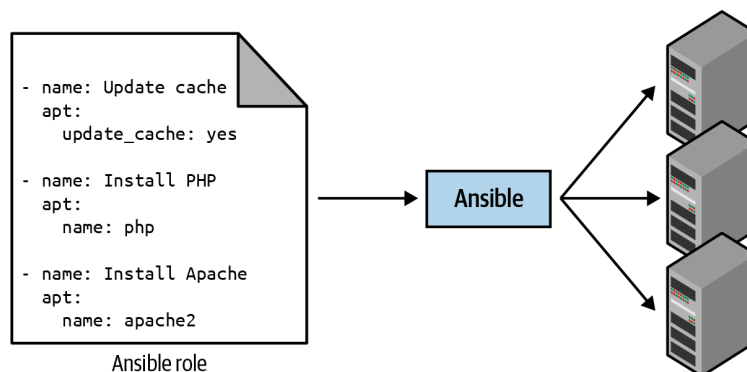 - name: Update cache
  apt:
    update_cache: yes
- name: Install PHP
  apt:
    name: php
- name: Install Apache
  apt:
    name: apache2
Ansible role
Ansible